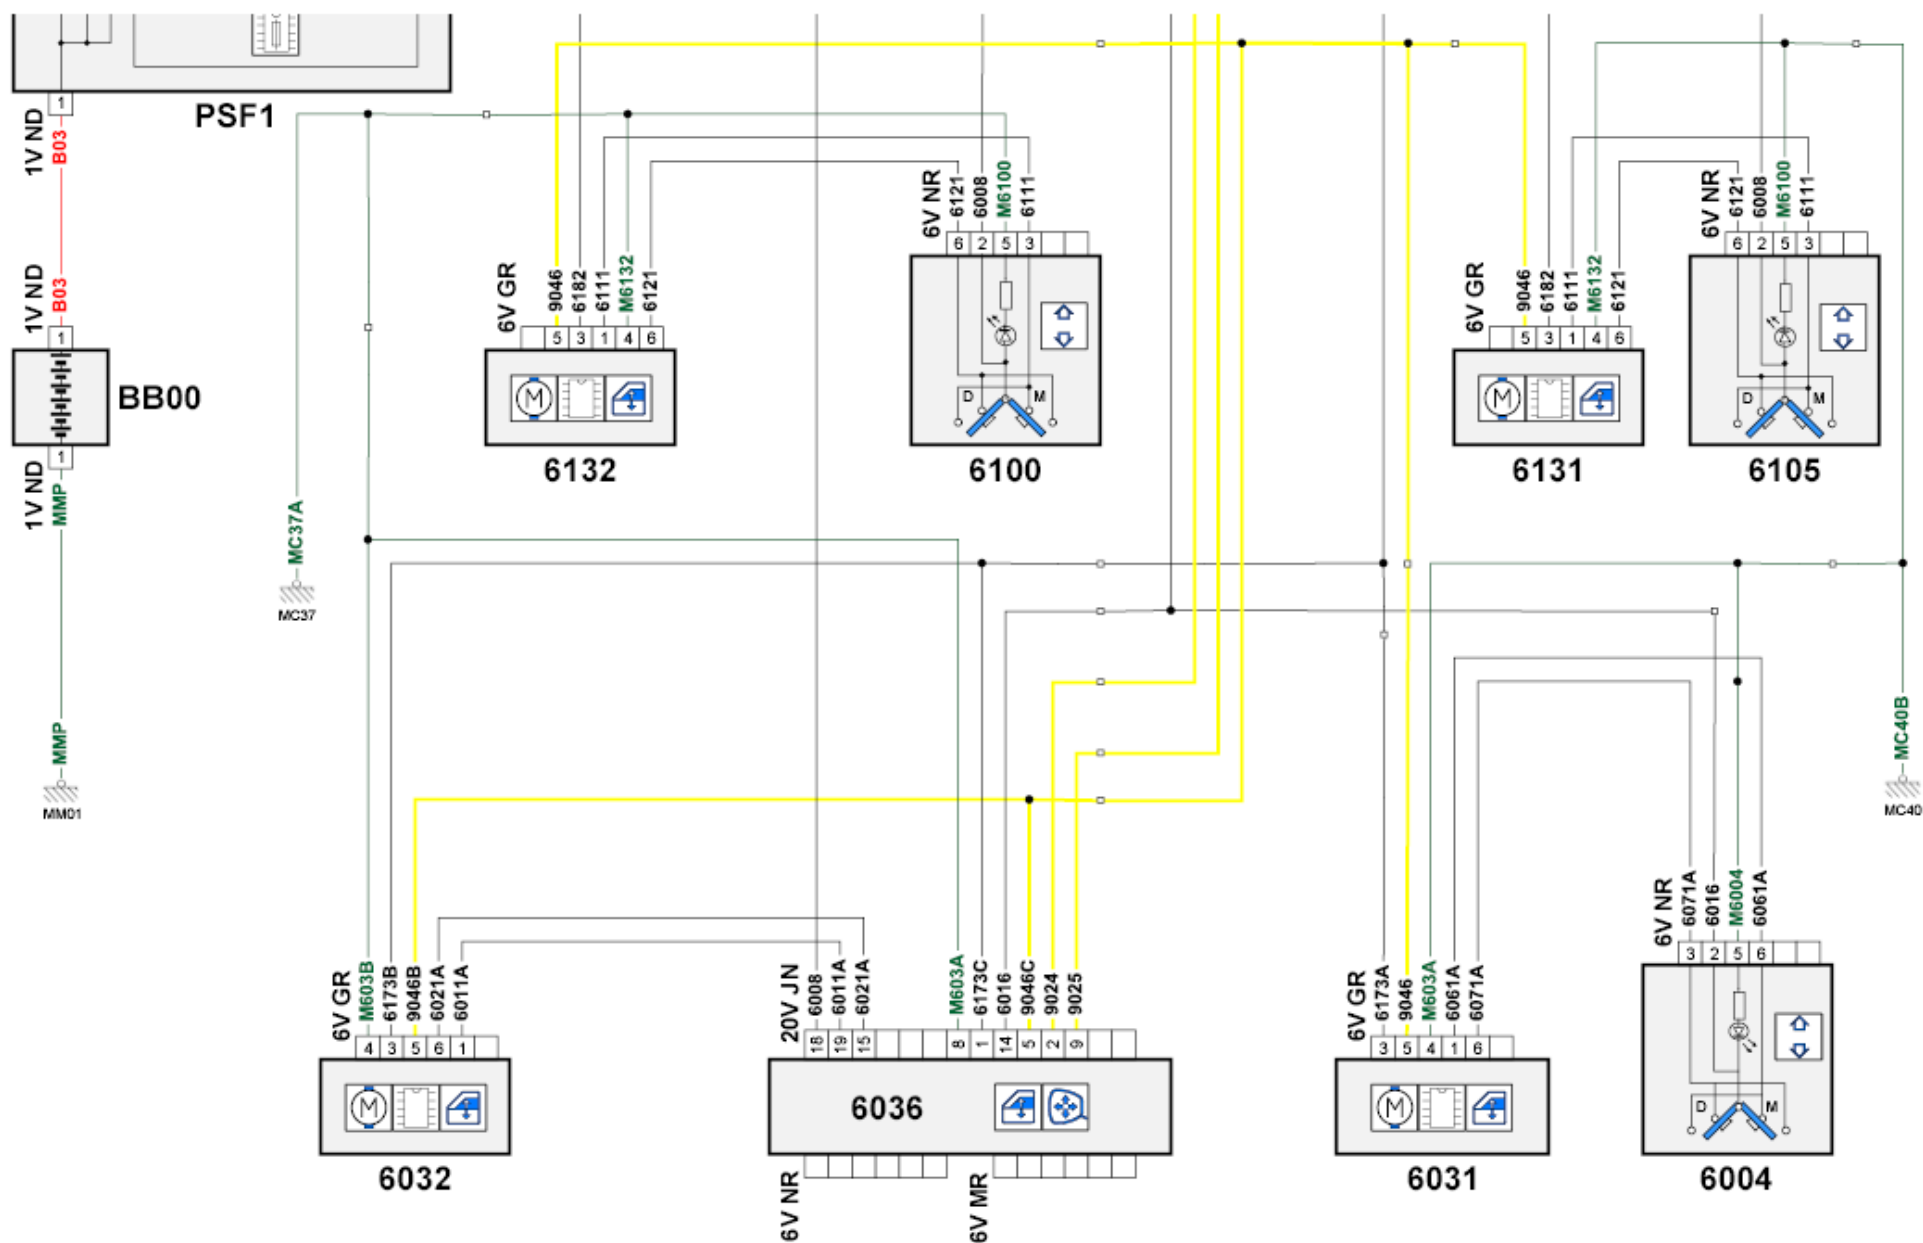 1
PSF1
1V ND
B03
1V ND
B03
1
BB00
1
1V ND
MMP
MMP
MM01
MC37A
MC37
6V GR
9046
6182
6111
M6132
6121
5 3 1 4 6
M
6132
6V NR
6121
6008
M6100
6111
6 2 5 3
D M
6100
6V GR
9046
6182
6111
M6132
6121
5 3 1 4 6
M
6131
6V NR
6121
6008
M6100
6111
6 2 5 3
D M
6105
MC40B
MC40
6V GR
M603B
6173B
9046B
6021A
6011A
4 3 5 6 1
M
6032
20V JN
6008
6011A
6021A
M603A
6173C
6016
9046C
9024
9025
18 19 15 8 1 14 5 2 9
6036
6V NR
6V MR
6V GR
6173A
9046
M603A
6061A
6071A
3 5 4 1 6
M
6031
6V NR
6071A
6016
M6004
6061A
3 2 5 6
D M
6004